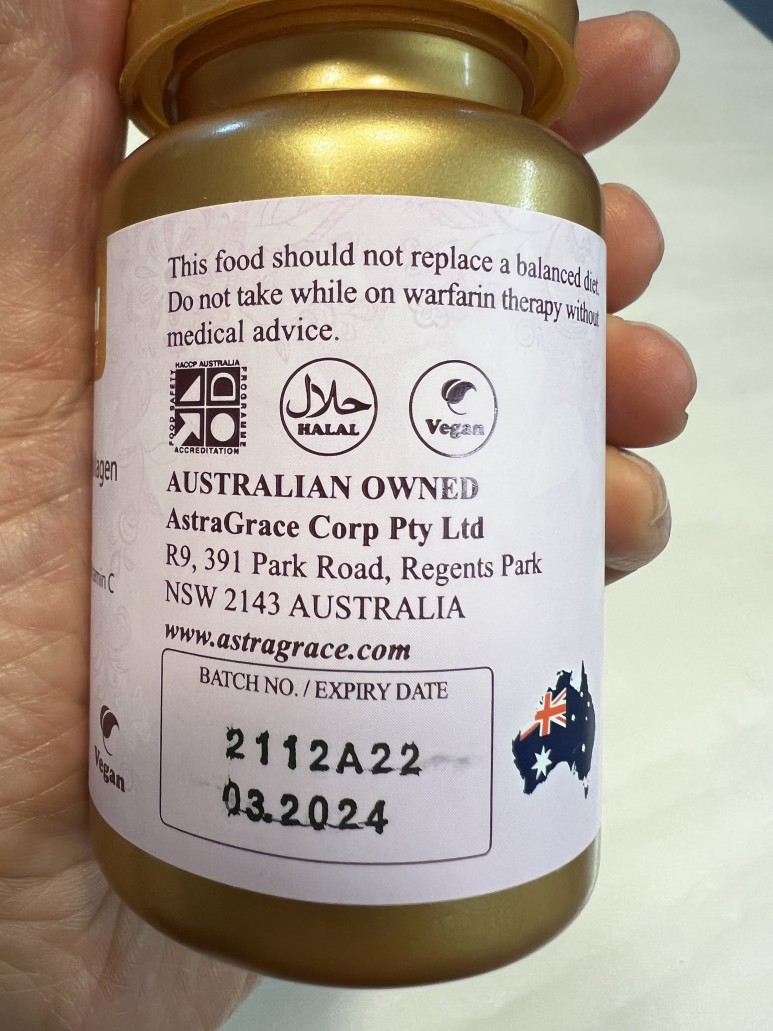 This food should not replace a balanced diet.
Do not take while on warfarin therapy without
medical advice.
HACCP AUSTRALIA
FOOD SAFETY
PROGRAMME
ACCREDITATION
حلال
HALAL
Vegan
AUSTRALIAN OWNED
AstraGrace Corp Pty Ltd
R9, 391 Park Road, Regents Park
NSW 2143 AUSTRALIA
www.astragrace.com
BATCH NO. / EXPIRY DATE
2112A22
03.2024
Vegan